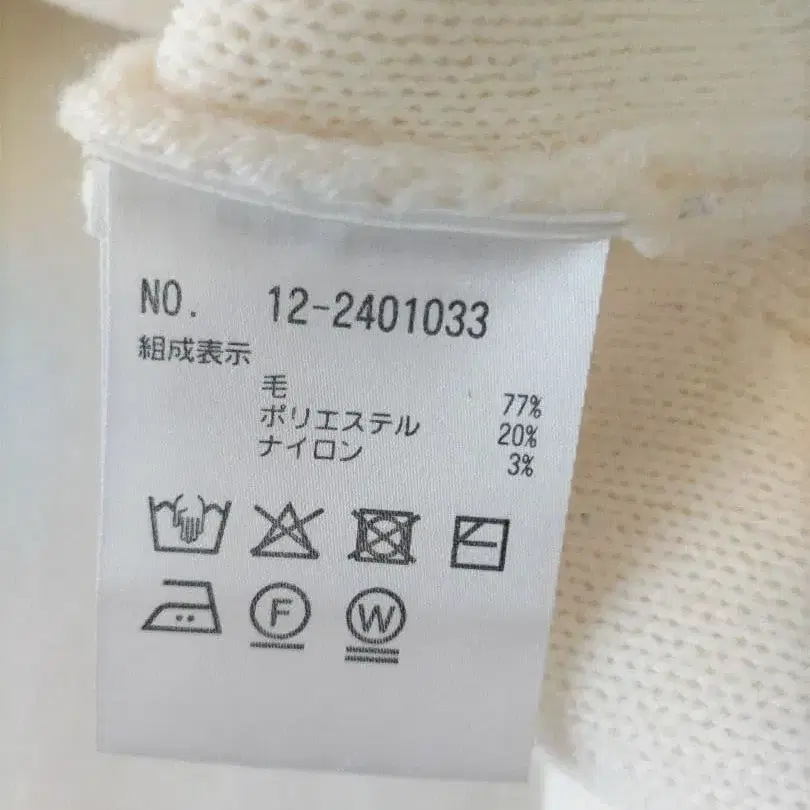 NO. 12-2401033
組成表示
毛 77%
ポリエステル 20%
ナイロン 3%
F W